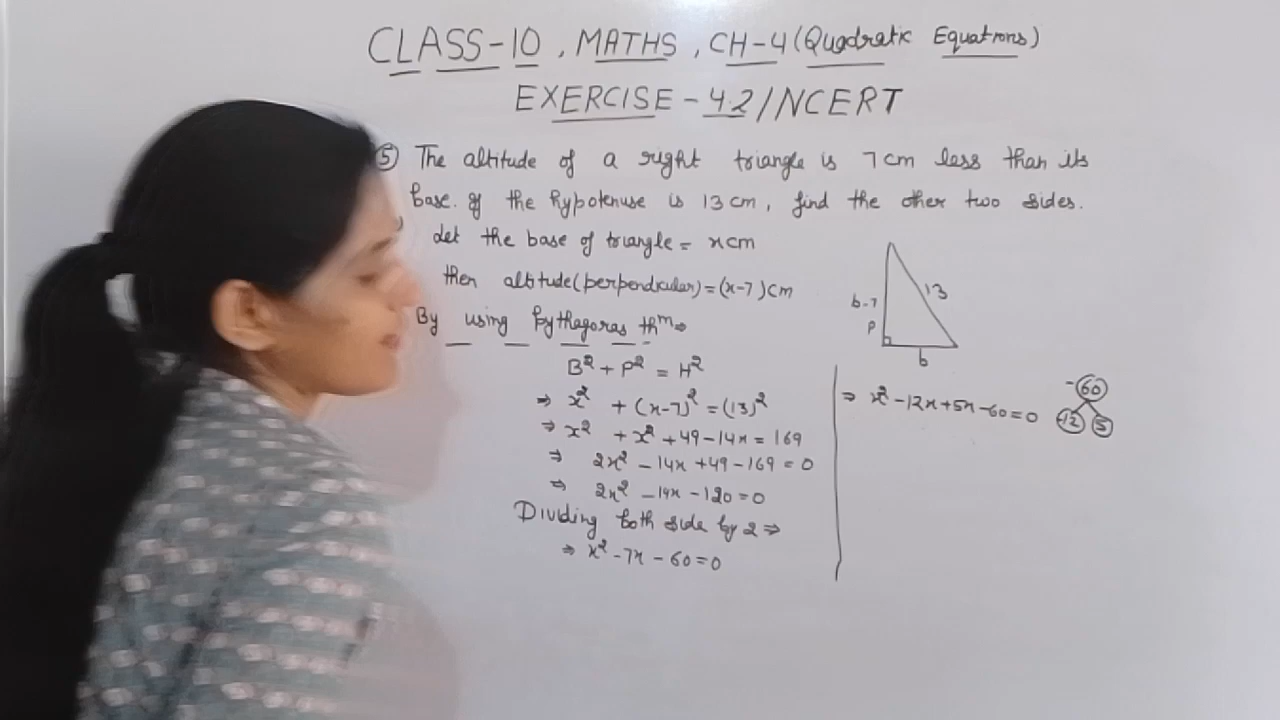 CLASS-10, MATHS, CH-4 (Quadratic Equations)
EXERCISE-4.2/NCERT
⑤ The altitude of a right triangle is 7cm less than its
base. If the hypotenuse is 13cm, find the other two sides.
Let the base of triangle = x cm
then altitude(perpendicular)=(x-7)cm
By using Pythagoras thm⇒
B² + P² = H²
⇒ x² + (x-7)² = (13)²
⇒ x² + x² + 49 - 14x = 169
⇒ 2x² - 14x + 49 - 169 = 0
⇒ 2x² - 14x - 120 = 0
Dividing both side by 2 ⇒
⇒ x² - 7x - 60 = 0
13
b-7
P
b
⇒ x² - 12x + 5x - 60 = 0
-60
-12 5